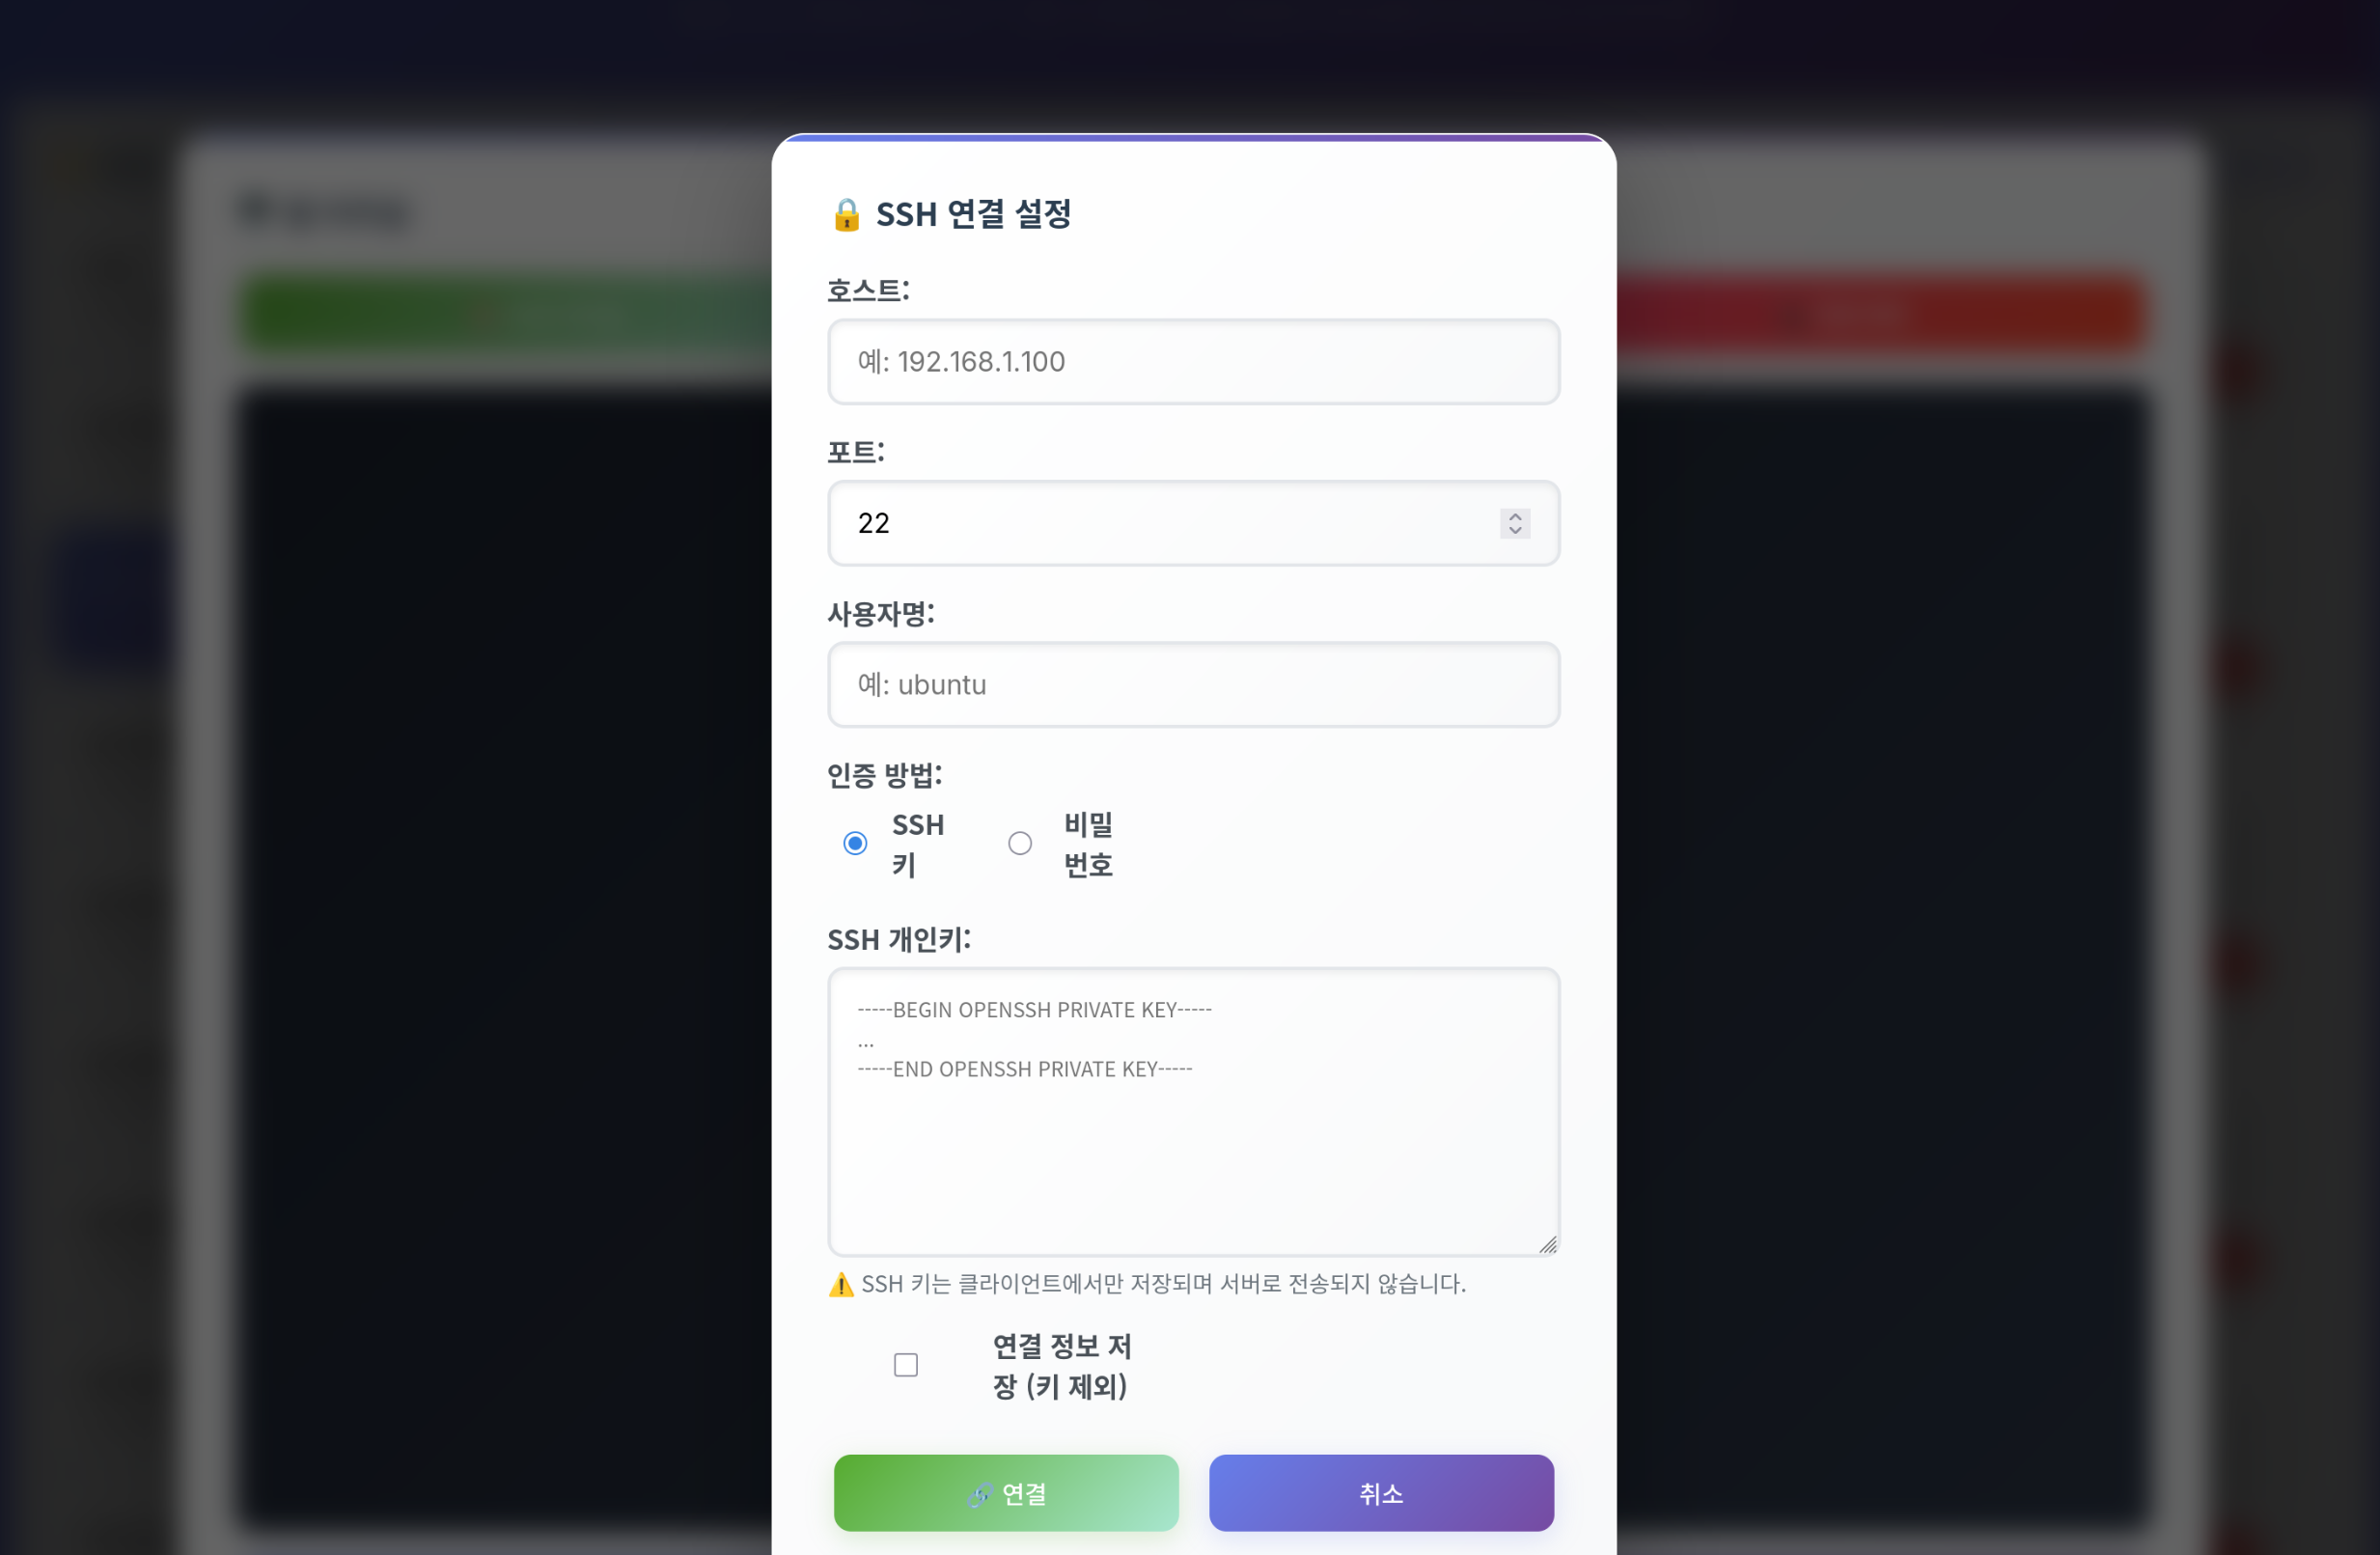 🔒 SSH 연결 설정
호스트:
예: 192.168.1.100
포트:
22
사용자명:
예: ubuntu
인증 방법:
SSH
키
비밀
번호
SSH 개인키:
-----BEGIN OPENSSH PRIVATE KEY-----
...
-----END OPENSSH PRIVATE KEY-----
⚠️ SSH 키는 클라이언트에서만 저장되며 서버로 전송되지 않습니다.
연결 정보 저
장 (키 제외)
🔗 연결
취소